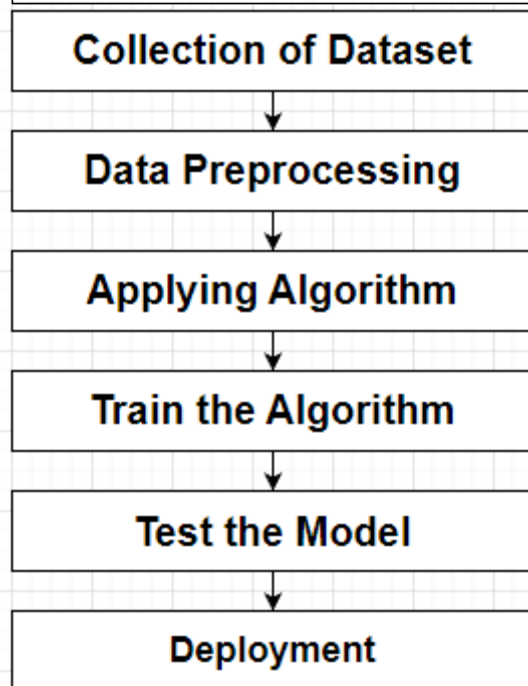 Collection of Dataset
Data Preprocessing
Applying Algorithm
Train the Algorithm
Test the Model
Deployment